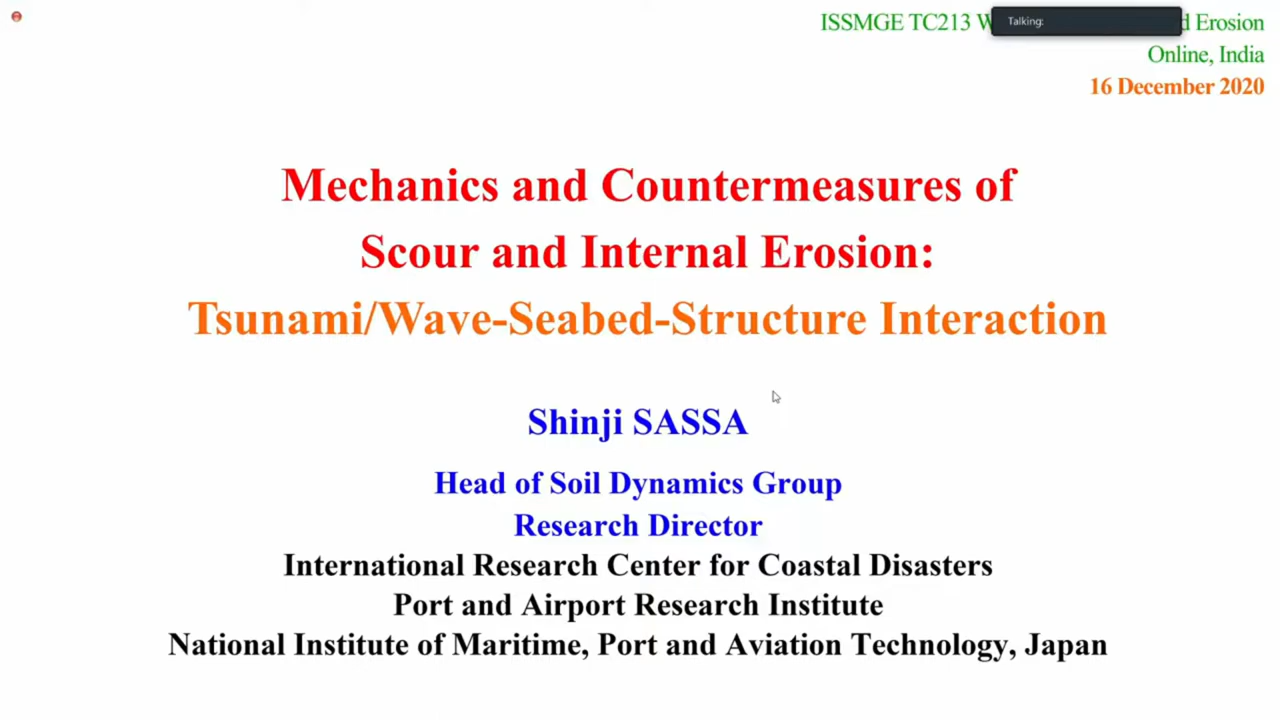 ISSMGE TC213 W
Talking:
d Erosion
Online, India
16 December 2020
Mechanics and Countermeasures of
Scour and Internal Erosion:
Tsunami/Wave-Seabed-Structure Interaction
Shinji SASSA
Head of Soil Dynamics Group
Research Director
International Research Center for Coastal Disasters
Port and Airport Research Institute
National Institute of Maritime, Port and Aviation Technology, Japan